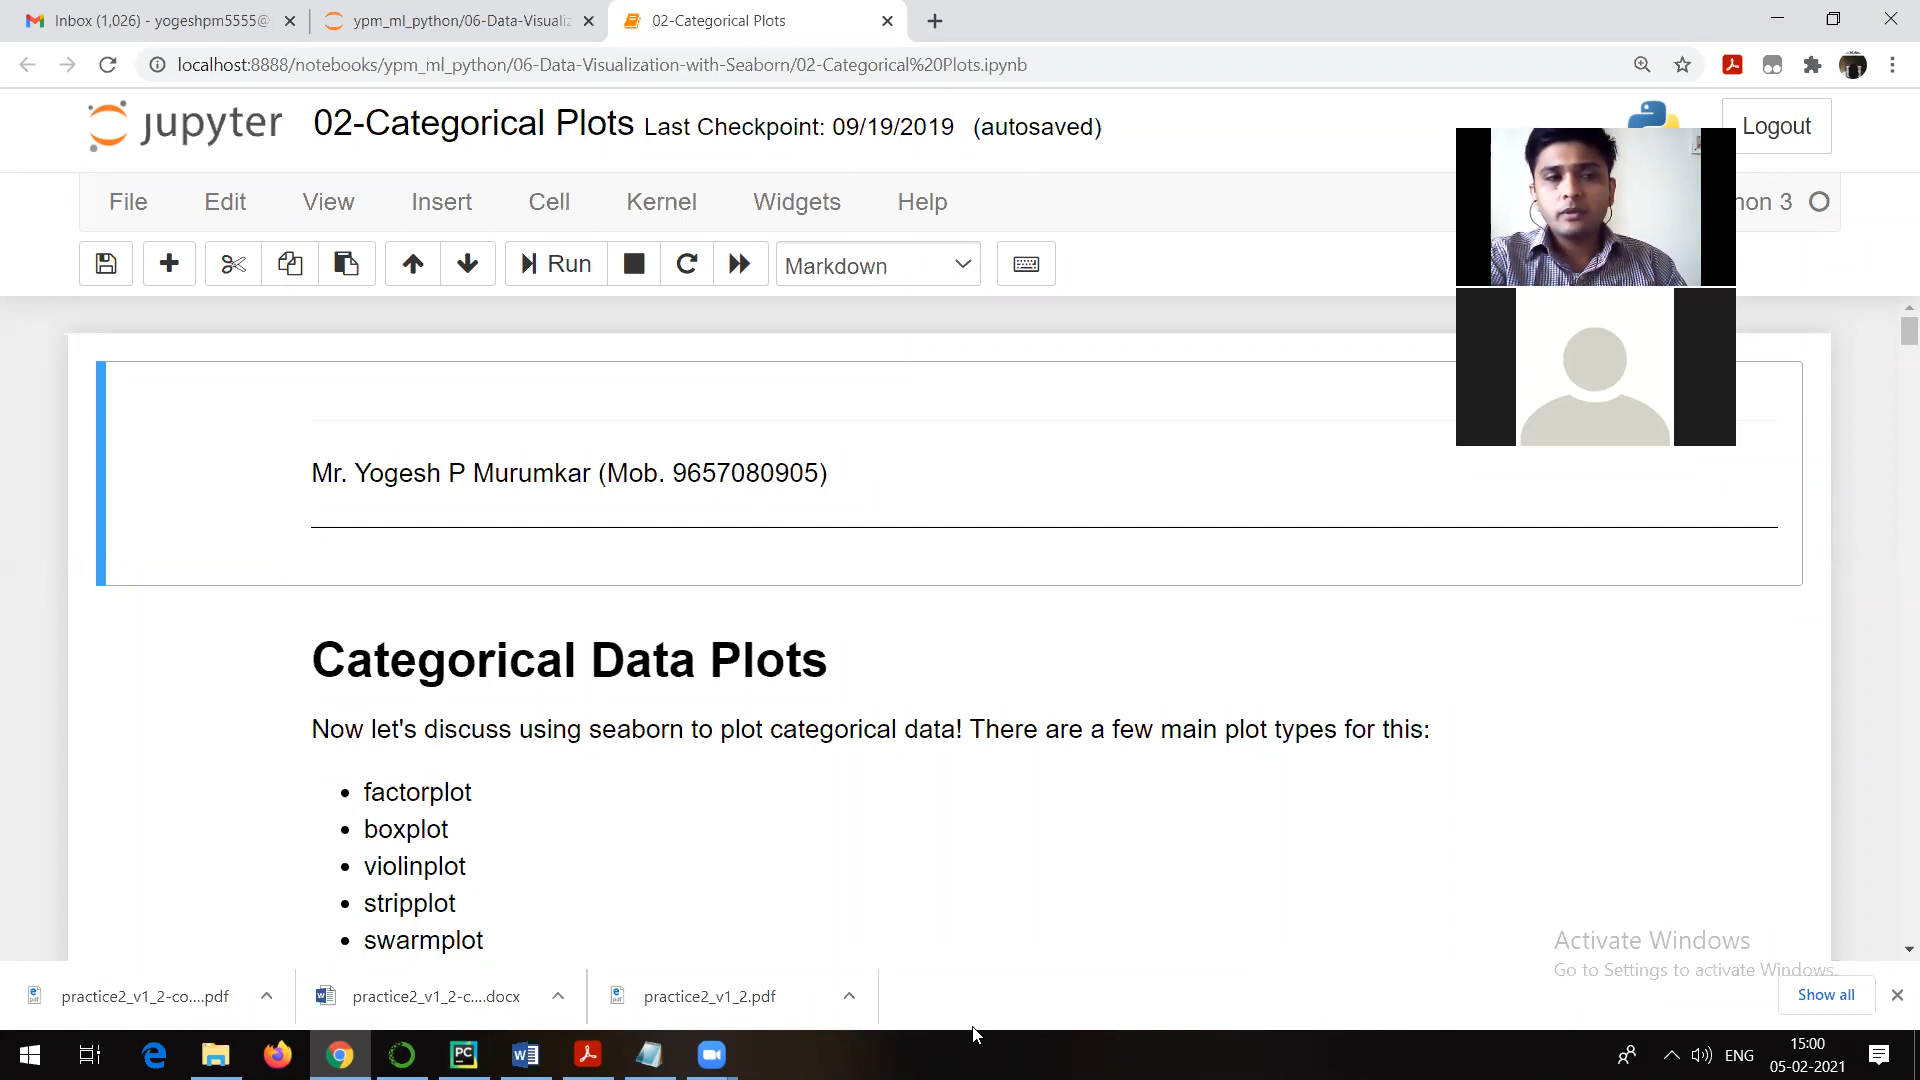 Inbox (1,026) - yogeshpm5555@
ypm_ml_python/06-Data-Visualiz
02-Categorical Plots
localhost:8888/notebooks/ypm_ml_python/06-Data-Visualization-with-Seaborn/02-Categorical%20Plots.ipynb
jupyter
02-Categorical Plots Last Checkpoint: 09/19/2019 (autosaved)
Logout
File Edit View Insert Cell Kernel Widgets Help
hon 3
Run
Markdown
Mr. Yogesh P Murumkar (Mob. 9657080905)
Categorical Data Plots
Now let's discuss using seaborn to plot categorical data! There are a few main plot types for this:
• factorplot
• boxplot
• violinplot
• stripplot
• swarmplot
Activate Windows
Go to Settings to activate Windows.
practice2_v1_2-co....pdf
practice2_v1_2-c....docx
practice2_v1_2.pdf
Show all
ENG
15:00
05-02-2021